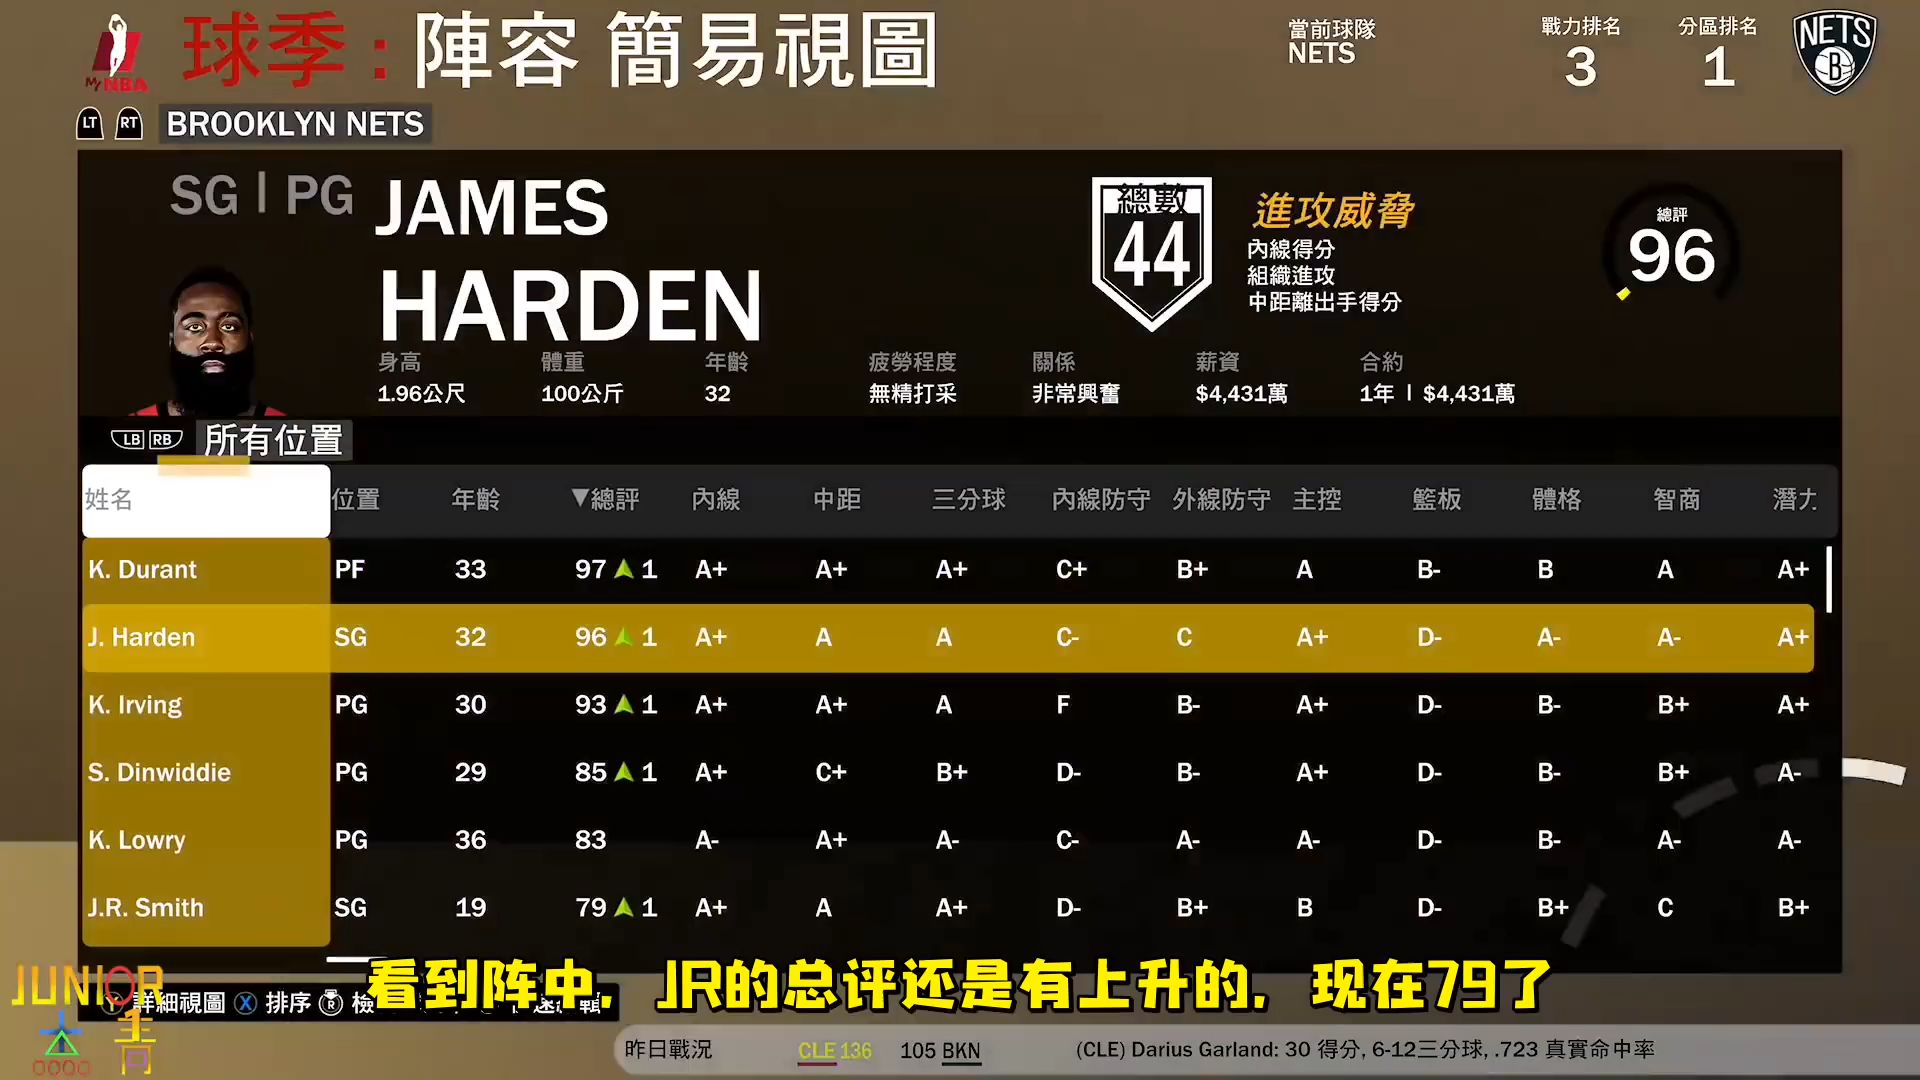 MyNBA
球季：陣容 簡易視圖
當前球隊
NETS
戰力排名
3
分區排名
1
NETS
B
LT RT BROOKLYN NETS
SG | PG JAMES
HARDEN
總數
44
進攻威脅
內線得分
組織進攻
中距離出手得分
總評
96
身高 體重 年齡 疲勞程度 關係 薪資 合約
1.96公尺 100公斤 32 無精打采 非常興奮 $4,431萬 1年 | $4,431萬
LB RB 所有位置
姓名 位置 年齡 ▼總評 內線 中距 三分球 內線防守 外線防守 主控 籃板 體格 智商 潛力
K. Durant PF 33 97 ▲ 1 A+ A+ A+ C+ B+ A B- B A A+
J. Harden SG 32 96 ▲ 1 A+ A A C- C A+ D- A- A- A+
K. Irving PG 30 93 ▲ 1 A+ A+ A F B- A+ D- B- B+ A+
S. Dinwiddie PG 29 85 ▲ 1 A+ C+ B+ D- B- A+ D- B- B+ A-
K. Lowry PG 36 83 A- A+ A- C- A- A- D- B- A- A-
J.R. Smith SG 19 79 ▲ 1 A+ A A+ D- B+ B D- B+ C B+
看到阵中，JR的总评还是有上升的，现在79了
JUNIOR
Y 詳細視圖 X 排序 R 檢
昨日戰況 CLE 136 105 BKN (CLE) Darius Garland: 30 得分, 6-12三分球, .723 真實命中率